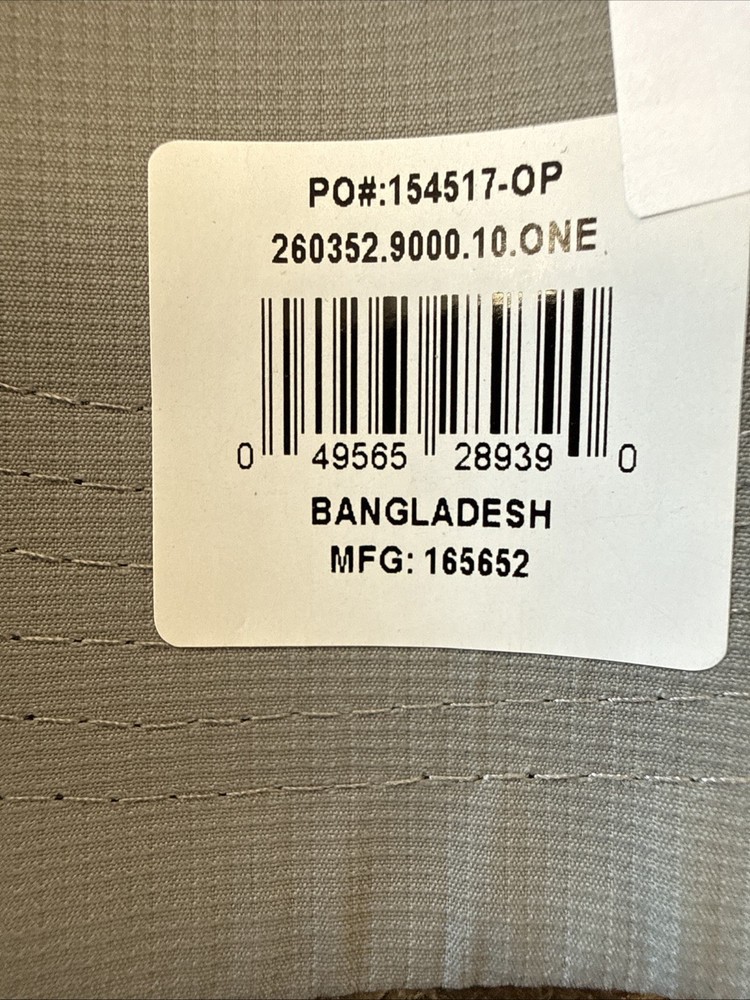 PO#:154517-OP
260352.9000.10.ONE
0 49565 28939 0
BANGLADESH
MFG: 165652